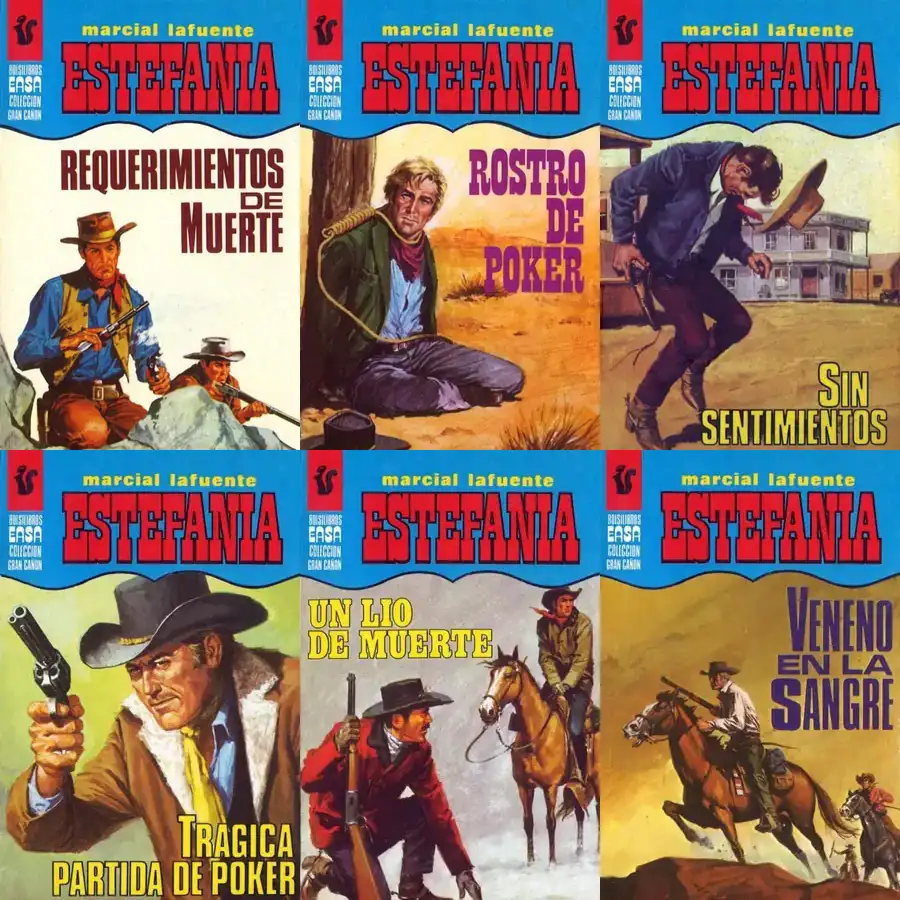 marcial lafuente
ESTEFANIA
BOLSILIBROS
EASA
COLECCION
GRAN CAÑON
REQUERIMIENTOS
DE
MUERTE
marcial lafuente
ESTEFANIA
BOLSILIBROS
EASA
COLECCION
GRAN CAÑON
ROSTRO
DE
POKER
marcial lafuente
ESTEFANIA
BOLSILIBROS
EASA
COLECCION
GRAN CAÑON
SIN
SENTIMIENTOS
marcial lafuente
ESTEFANIA
BOLSILIBROS
EASA
COLECCION
GRAN CAÑON
TRAGICA
PARTIDA DE POKER
marcial lafuente
ESTEFANIA
BOLSILIBROS
EASA
COLECCION
GRAN CAÑON
UN LIO
DE MUERTE
marcial lafuente
ESTEFANIA
BOLSILIBROS
EASA
COLECCION
GRAN CAÑON
VENENO
EN LA
SANGRE